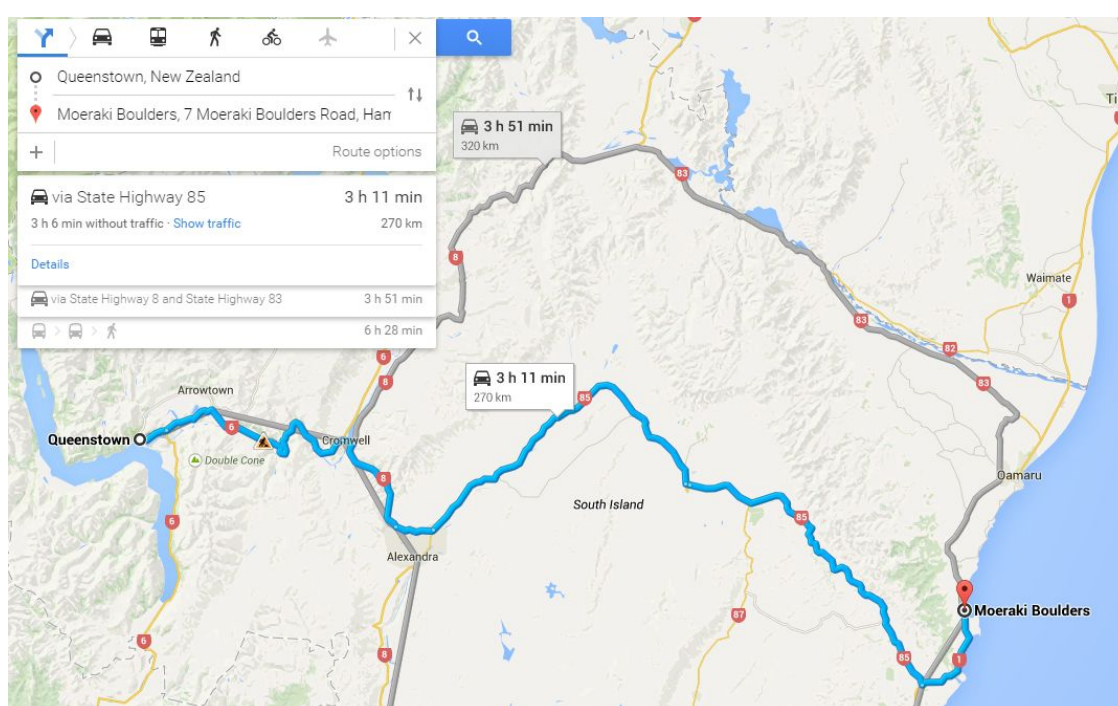 Queenstown, New Zealand
Moeraki Boulders, 7 Moeraki Boulders Road, Ham
Route options
via State Highway 85 3 h 11 min
3 h 6 min without traffic · Show traffic 270 km
Details
via State Highway 8 and State Highway 83 3 h 51 min
6 h 28 min
3 h 51 min
320 km
Ti
83
8
Waimate
1
83
82
83
6
8
3 h 11 min
270 km
85
Arrowtown
6
Queenstown
Cromwell
Double Cone
8
Oamaru
South Island
6
85
Alexandra
Moeraki Boulders
87
6
8
85
1